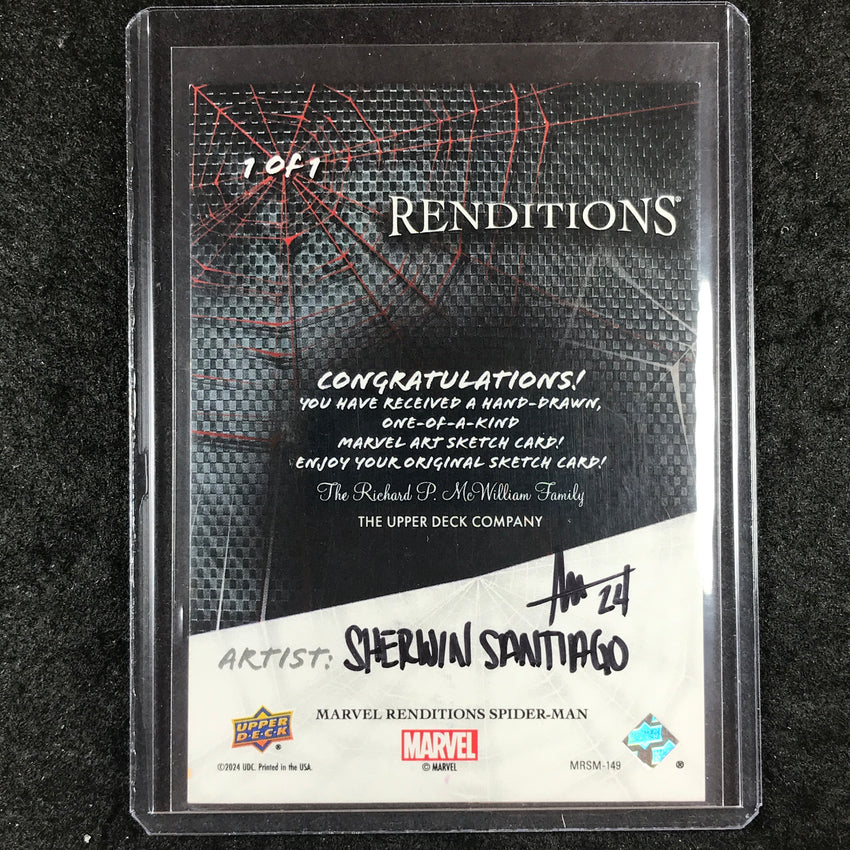 1 of 1
RENDITIONS®
CONGRATULATIONS!
YOU HAVE RECEIVED A HAND-DRAWN,
ONE-OF-A-KIND
MARVEL ART SKETCH CARD!
ENJOY YOUR ORIGINAL SKETCH CARD!
The Richard P. McWilliam Family
THE UPPER DECK COMPANY
24
ARTIST: SHERWIN SANTIAGO
MARVEL RENDITIONS SPIDER-MAN
UPPER
D·E·C·K
®
MARVEL
©2024 UDC. Printed in the USA.
© MARVEL
MRSM-149
®